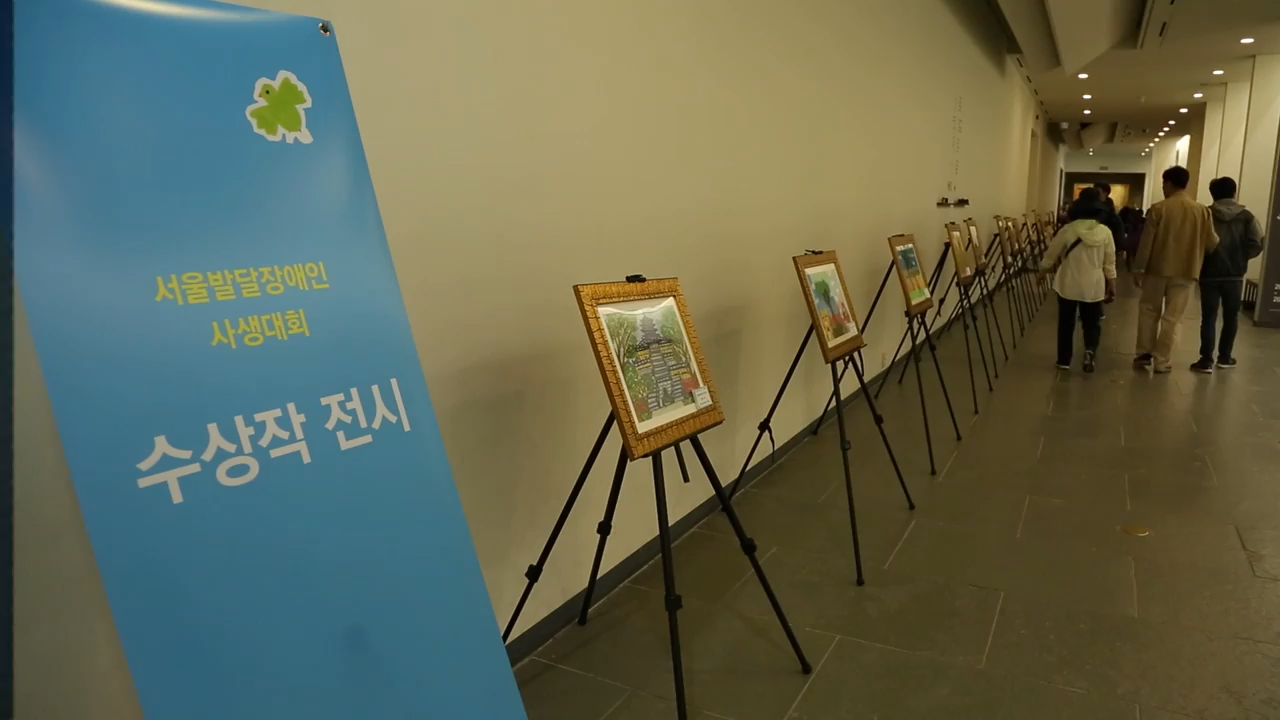 서울발달장애인
사생대회
수상작 전시